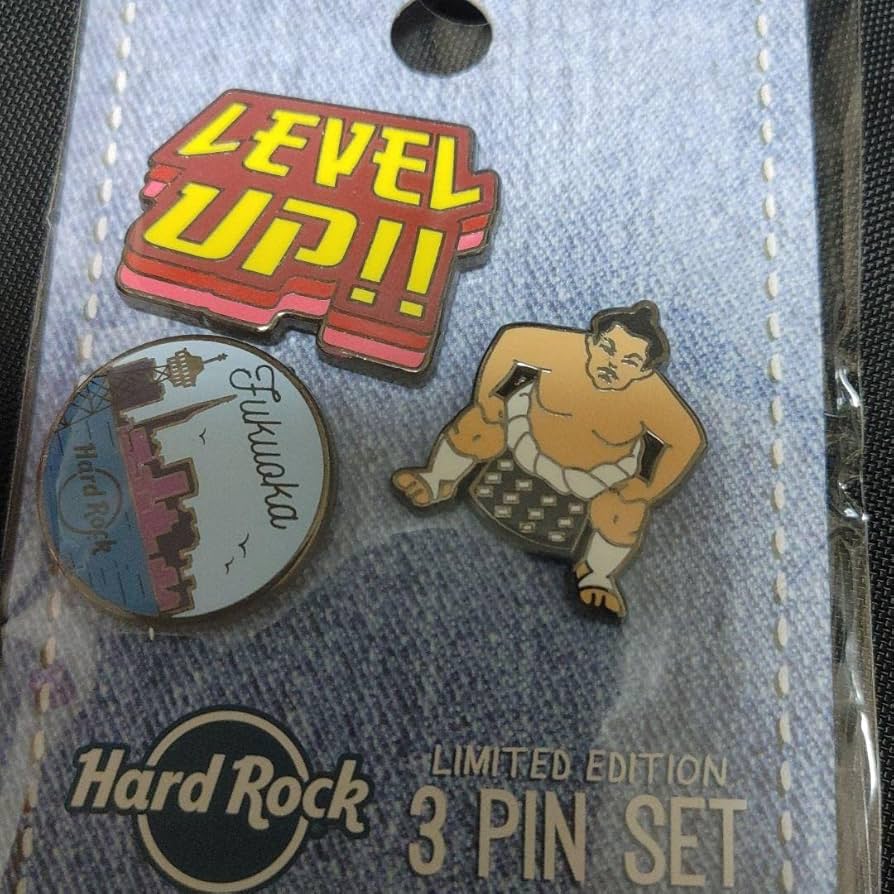 LEVEL
UP!!
Fukuoka
Hard Rock
Hard Rock
LIMITED EDITION
3 PIN SET